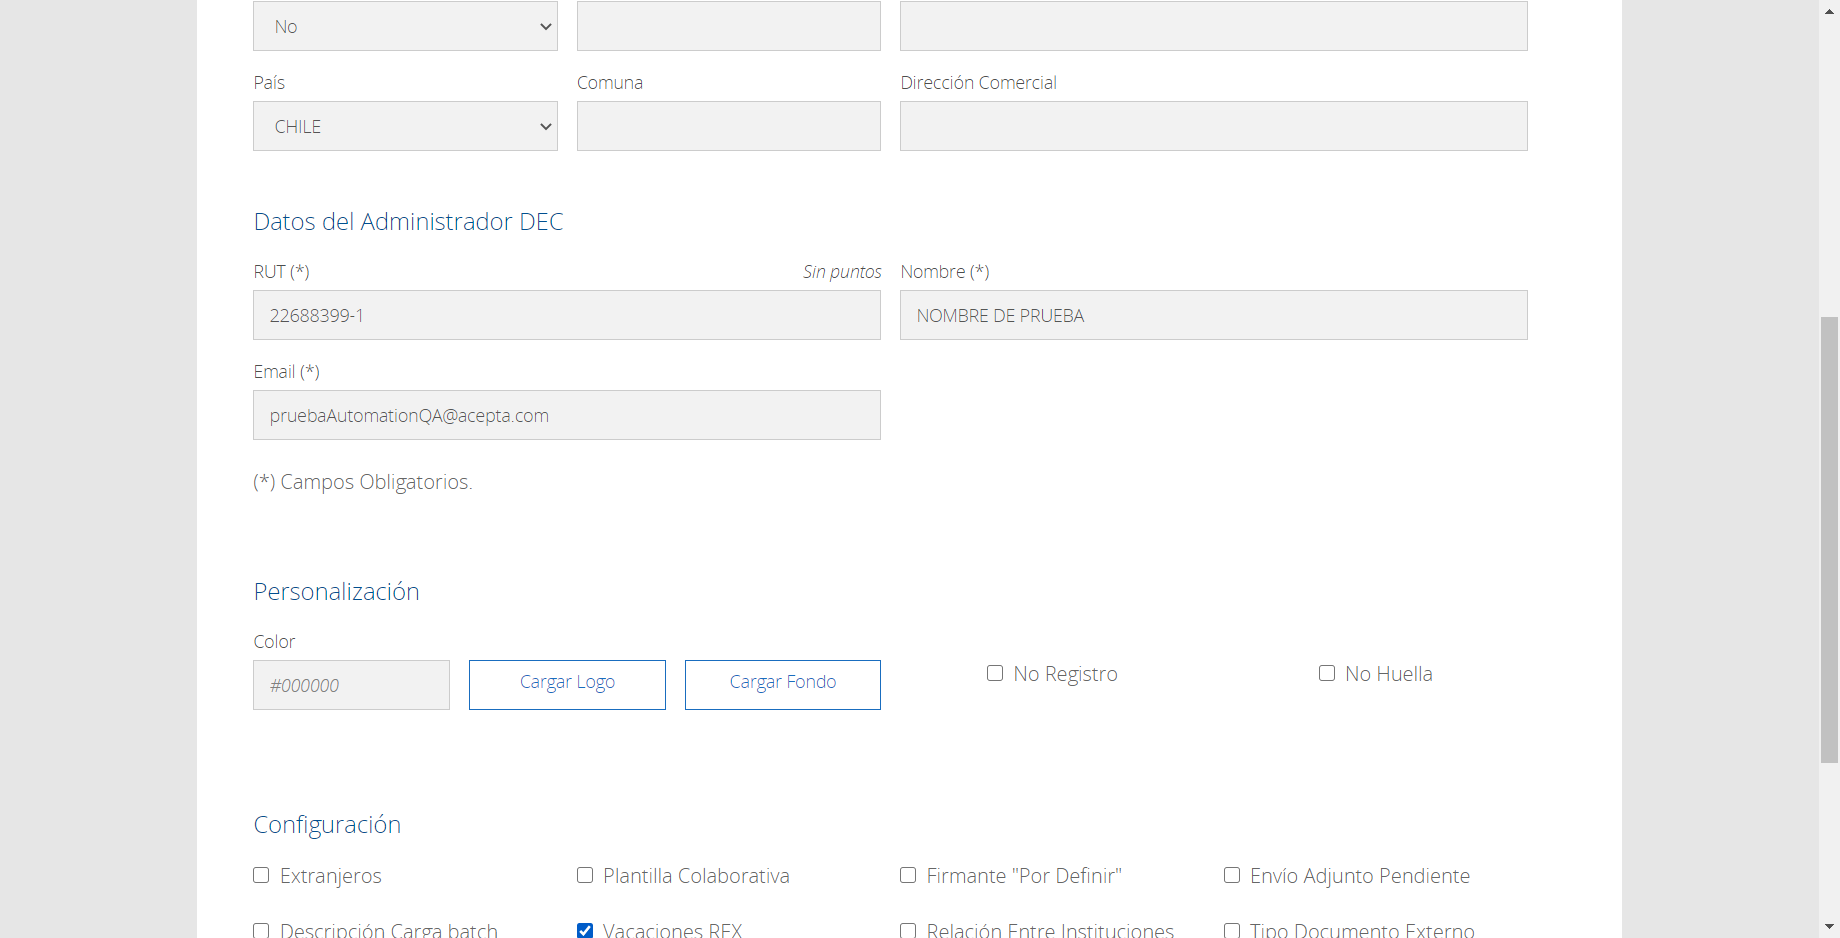 No
País
Comuna
Dirección Comercial
CHILE
Datos del Administrador DEC
RUT (*)
Sin puntos
Nombre (*)
22688399-1
NOMBRE DE PRUEBA
Email (*)
pruebaAutomationQA@acepta.com
(*) Campos Obligatorios.
Personalización
Color
#000000
Cargar Logo
Cargar Fondo
No Registro
No Huella
Configuración
Extranjeros
Plantilla Colaborativa
Firmante "Por Definir"
Envío Adjunto Pendiente
Descripción Carga batch
Vacaciones REX
Relación Entre Instituciones
Tipo Documento Externo